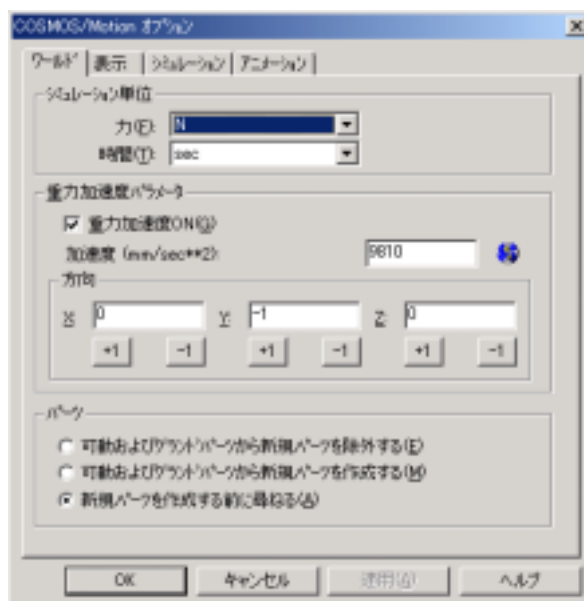 COSMOS/Motion オプション
ワールド 表示 シミュレーション アニメーション
シミュレーション単位
力(F): N
時間(T): sec
重力加速度パラメータ
重力加速度ON(G)
加速度 (mm/sec**2): 9810
方向
X: 0 Y: -1 Z: 0
+1 -1 +1 -1 +1 -1
パーツ
可動およびグランドパーツから新規パーツを除外する(E)
可動およびグランドパーツから新規パーツを作成する(M)
新規パーツを作成する前に尋ねる(A)
OK キャンセル 適用(A) ヘルプ